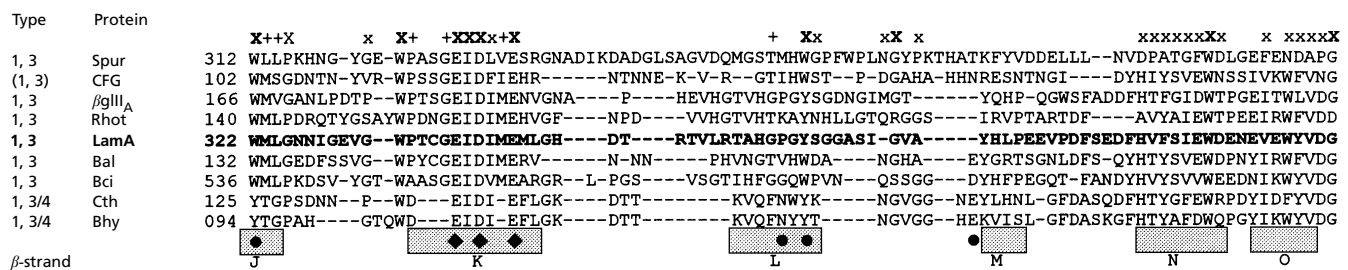 Type Protein
X++X x X+ +XXXx+X + Xx xX x xxxxxxxXx x xxxxX
1, 3 Spur 312 WLLPKHNG-YGE-WPASGEIDLVESRGNADIKDADGLSAGVDQMGSTMHWGPFWPLNGYPKTHATKFYVDDELLL--NVDPATGFWDLGEFENDAPG
(1, 3) CFG 102 WMSGDNTN-YVR-WPSSGEIDFIEHR----NTNNE-K-V--R--GTIHWST--P-DGAHA-HHNRESNTNGI---DYHIYSVEWNSSIVKWFVNG
1, 3 βglIIA 166 WMVGANLPDTP--WPTSGEIDIMENVGNA---P---HEVHGTVHGPGYSGDNGIMGT-----YQHP-QGWSFADDFHTFGIDWTPGEITWLVDG
1, 3 Rhot 140 WMLPDRQTYGSAYWPDNGEIDIMEHVGF---N-D--VVHGTVHTKAYNHLLGTQRGGS----IRVPTARTDF-----AVYAIEWTPEEIRWFVDD
1, 3 LamA 322 WMLGNNIGEVG--WPTCGEIDIMEMLGH---DT----RTVLRTAHGPGYSGGASI-GVA----YHLPEEVPDFSEDFHVFSIEWDENEVEWYVDG
1, 3 Bal 132 WMLGEDFSSVG--WPYCGEIDIMERV----N-NN---PHVNGTVHWDA----NGHA---EYGRTSGNLDFS-QYHTYSVEWDPNYIRWFVDG
1, 3 Bci 536 WMLPKDSV-YGT-WAASGEIDVMEARGR--L-PGS----VSGTIHFGGQWPVN---QSSGG---DYHFPEGQT-FANDYHVYSVVWEEDNIKWYVDG
1, 3/4 Cth 125 YTGPSDNN--P--WD---EIDI-EFLGK----DTT------KVQFNWYK-----NGVGG--NEYLHNL-GFDASQDFHTYGFEWRPDYIDFYVDG
1, 3/4 Bhy 094 YTGPAH----GTQWD---EIDI-EFLGK----DTT------KVQFNYYT-----NGVGG--HEKVISL-GFDASKGFHTYAFDWQPGYIKWYVDG
β-strand J K L M N O